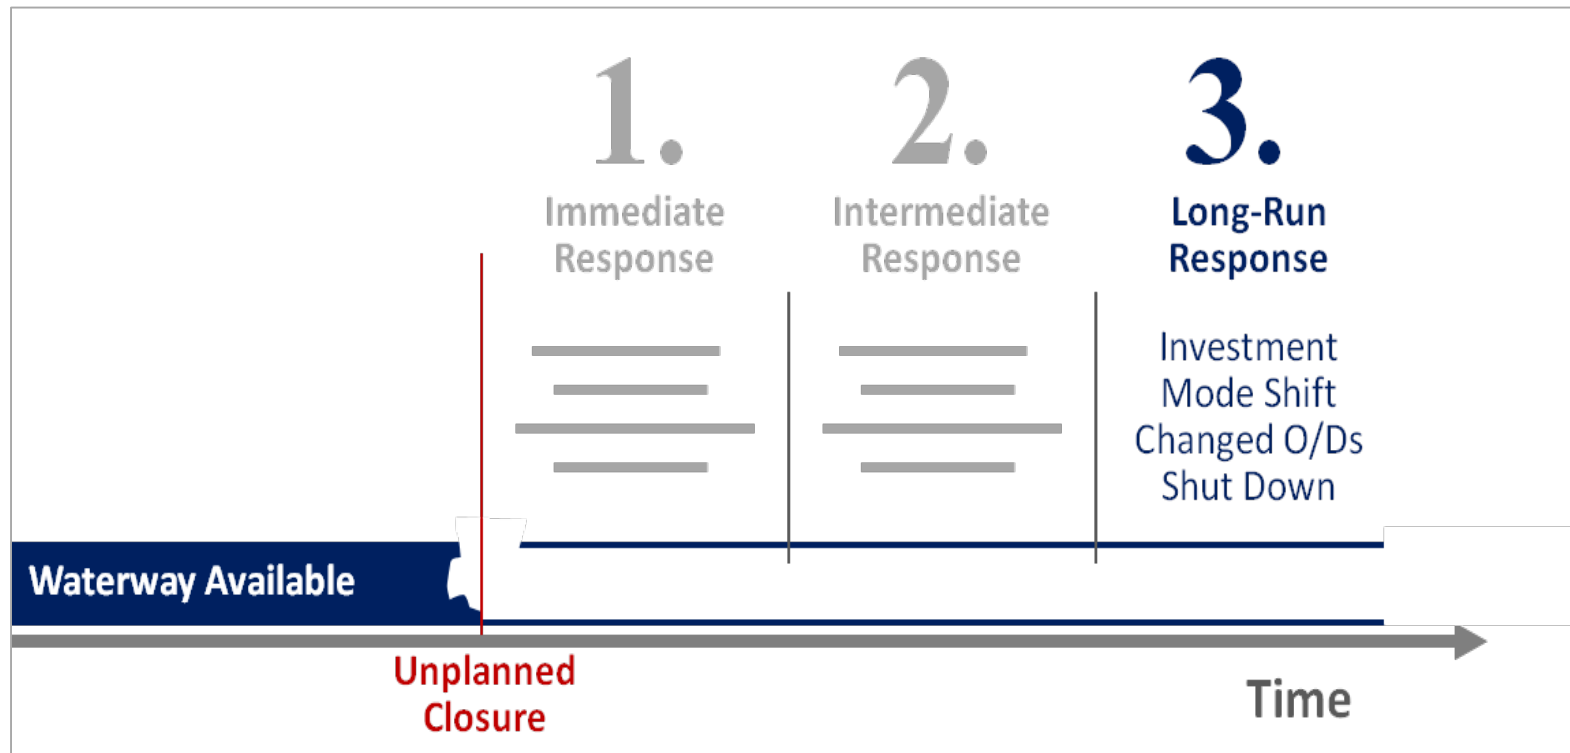 1.
Immediate
Response
2.
Intermediate
Response
3.
Long-Run
Response
Investment
Mode Shift
Changed O/Ds
Shut Down
Waterway Available
Unplanned
Closure
Time